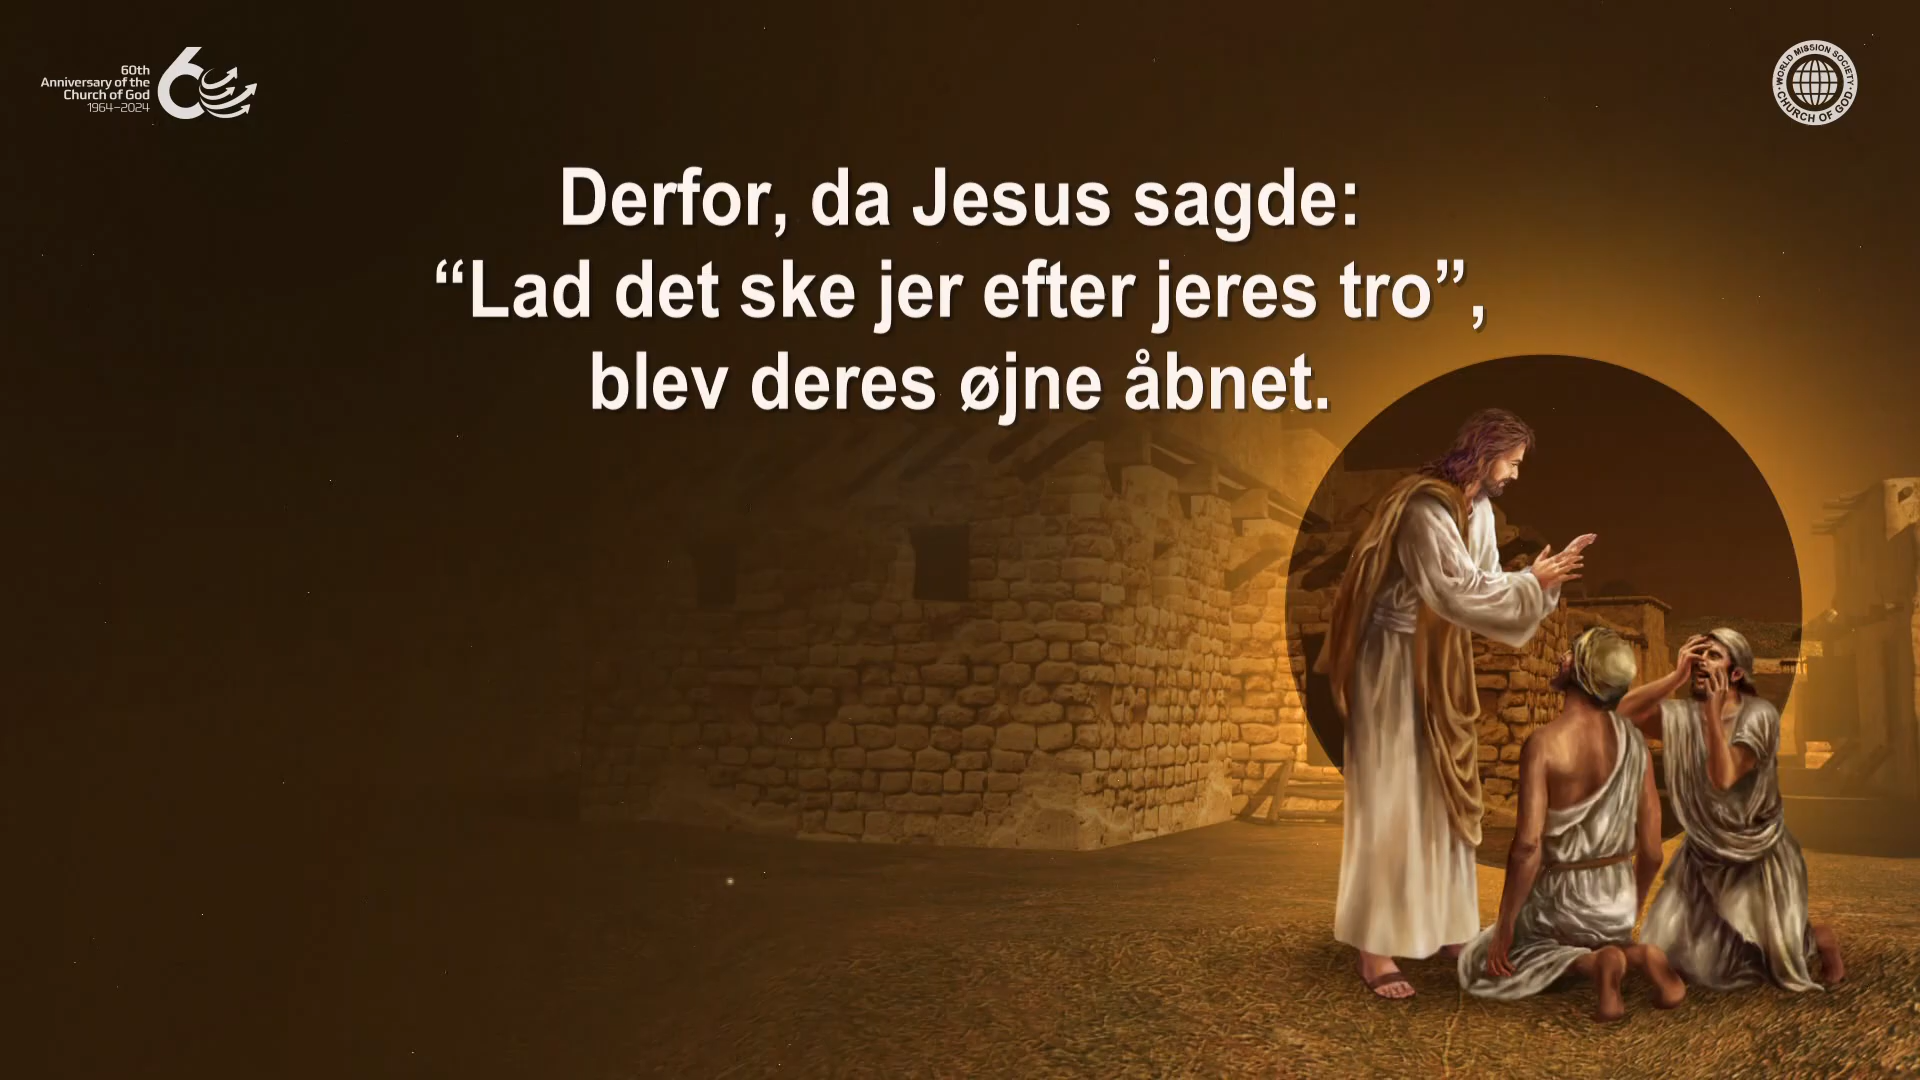 60th
Anniversary of the
Church of God
1964–2024
60
WORLD MISSION SOCIETY
CHURCH OF GOD
Derfor, da Jesus sagde:
“Lad det ske jer efter jeres tro”,
blev deres øjne åbnet.